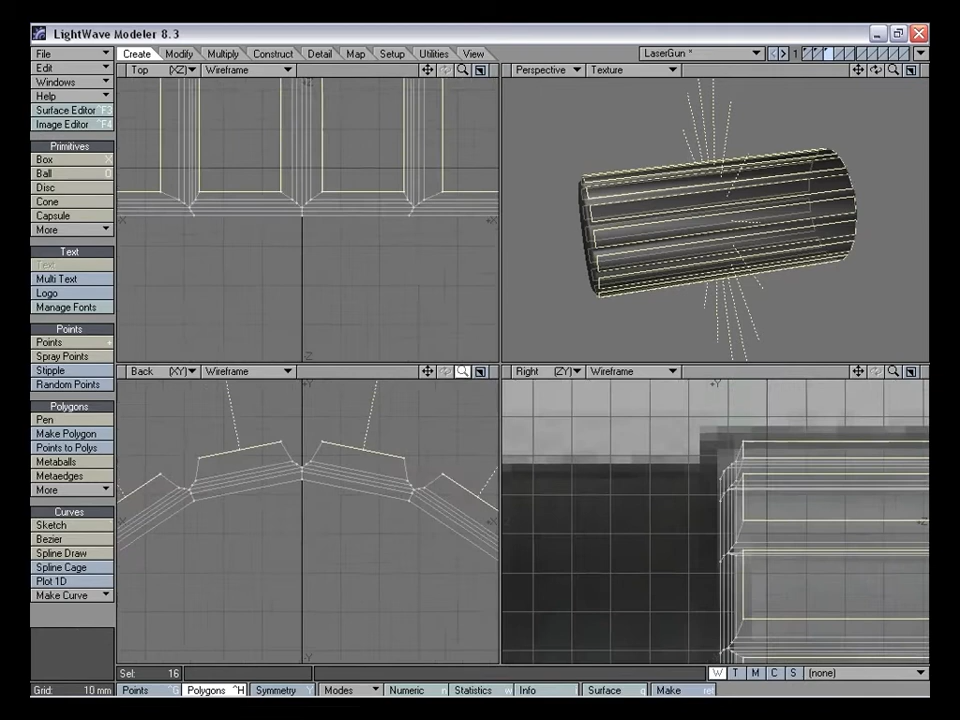 LightWave Modeler 8.3
File Create Modify Multiply Construct Detail Map Setup Utilities View LaserGun * 1
Edit Top (XZ) Wireframe Perspective Texture
Windows
Help
Surface Editor ^F3
Image Editor ^F4
Primitives
Box X
Ball O
Disc
Cone
Capsule
More
Text
Text
Multi Text
Logo
Manage Fonts
Points
Points +
Spray Points
Stipple
Random Points
Back (XY) Wireframe Right (ZY) Wireframe
Polygons
Pen
Make Polygon
Points to Polys
Metaballs
Metaedges
More
Curves
Sketch
Bezier
Spline Draw
Spline Cage
Plot 1D
Make Curve
Sel: 16 W T M C S (none)
Grid: 10 mm Points ^G Polygons ^H Symmetry Y Modes Numeric n Statistics w Info i Surface q Make ret